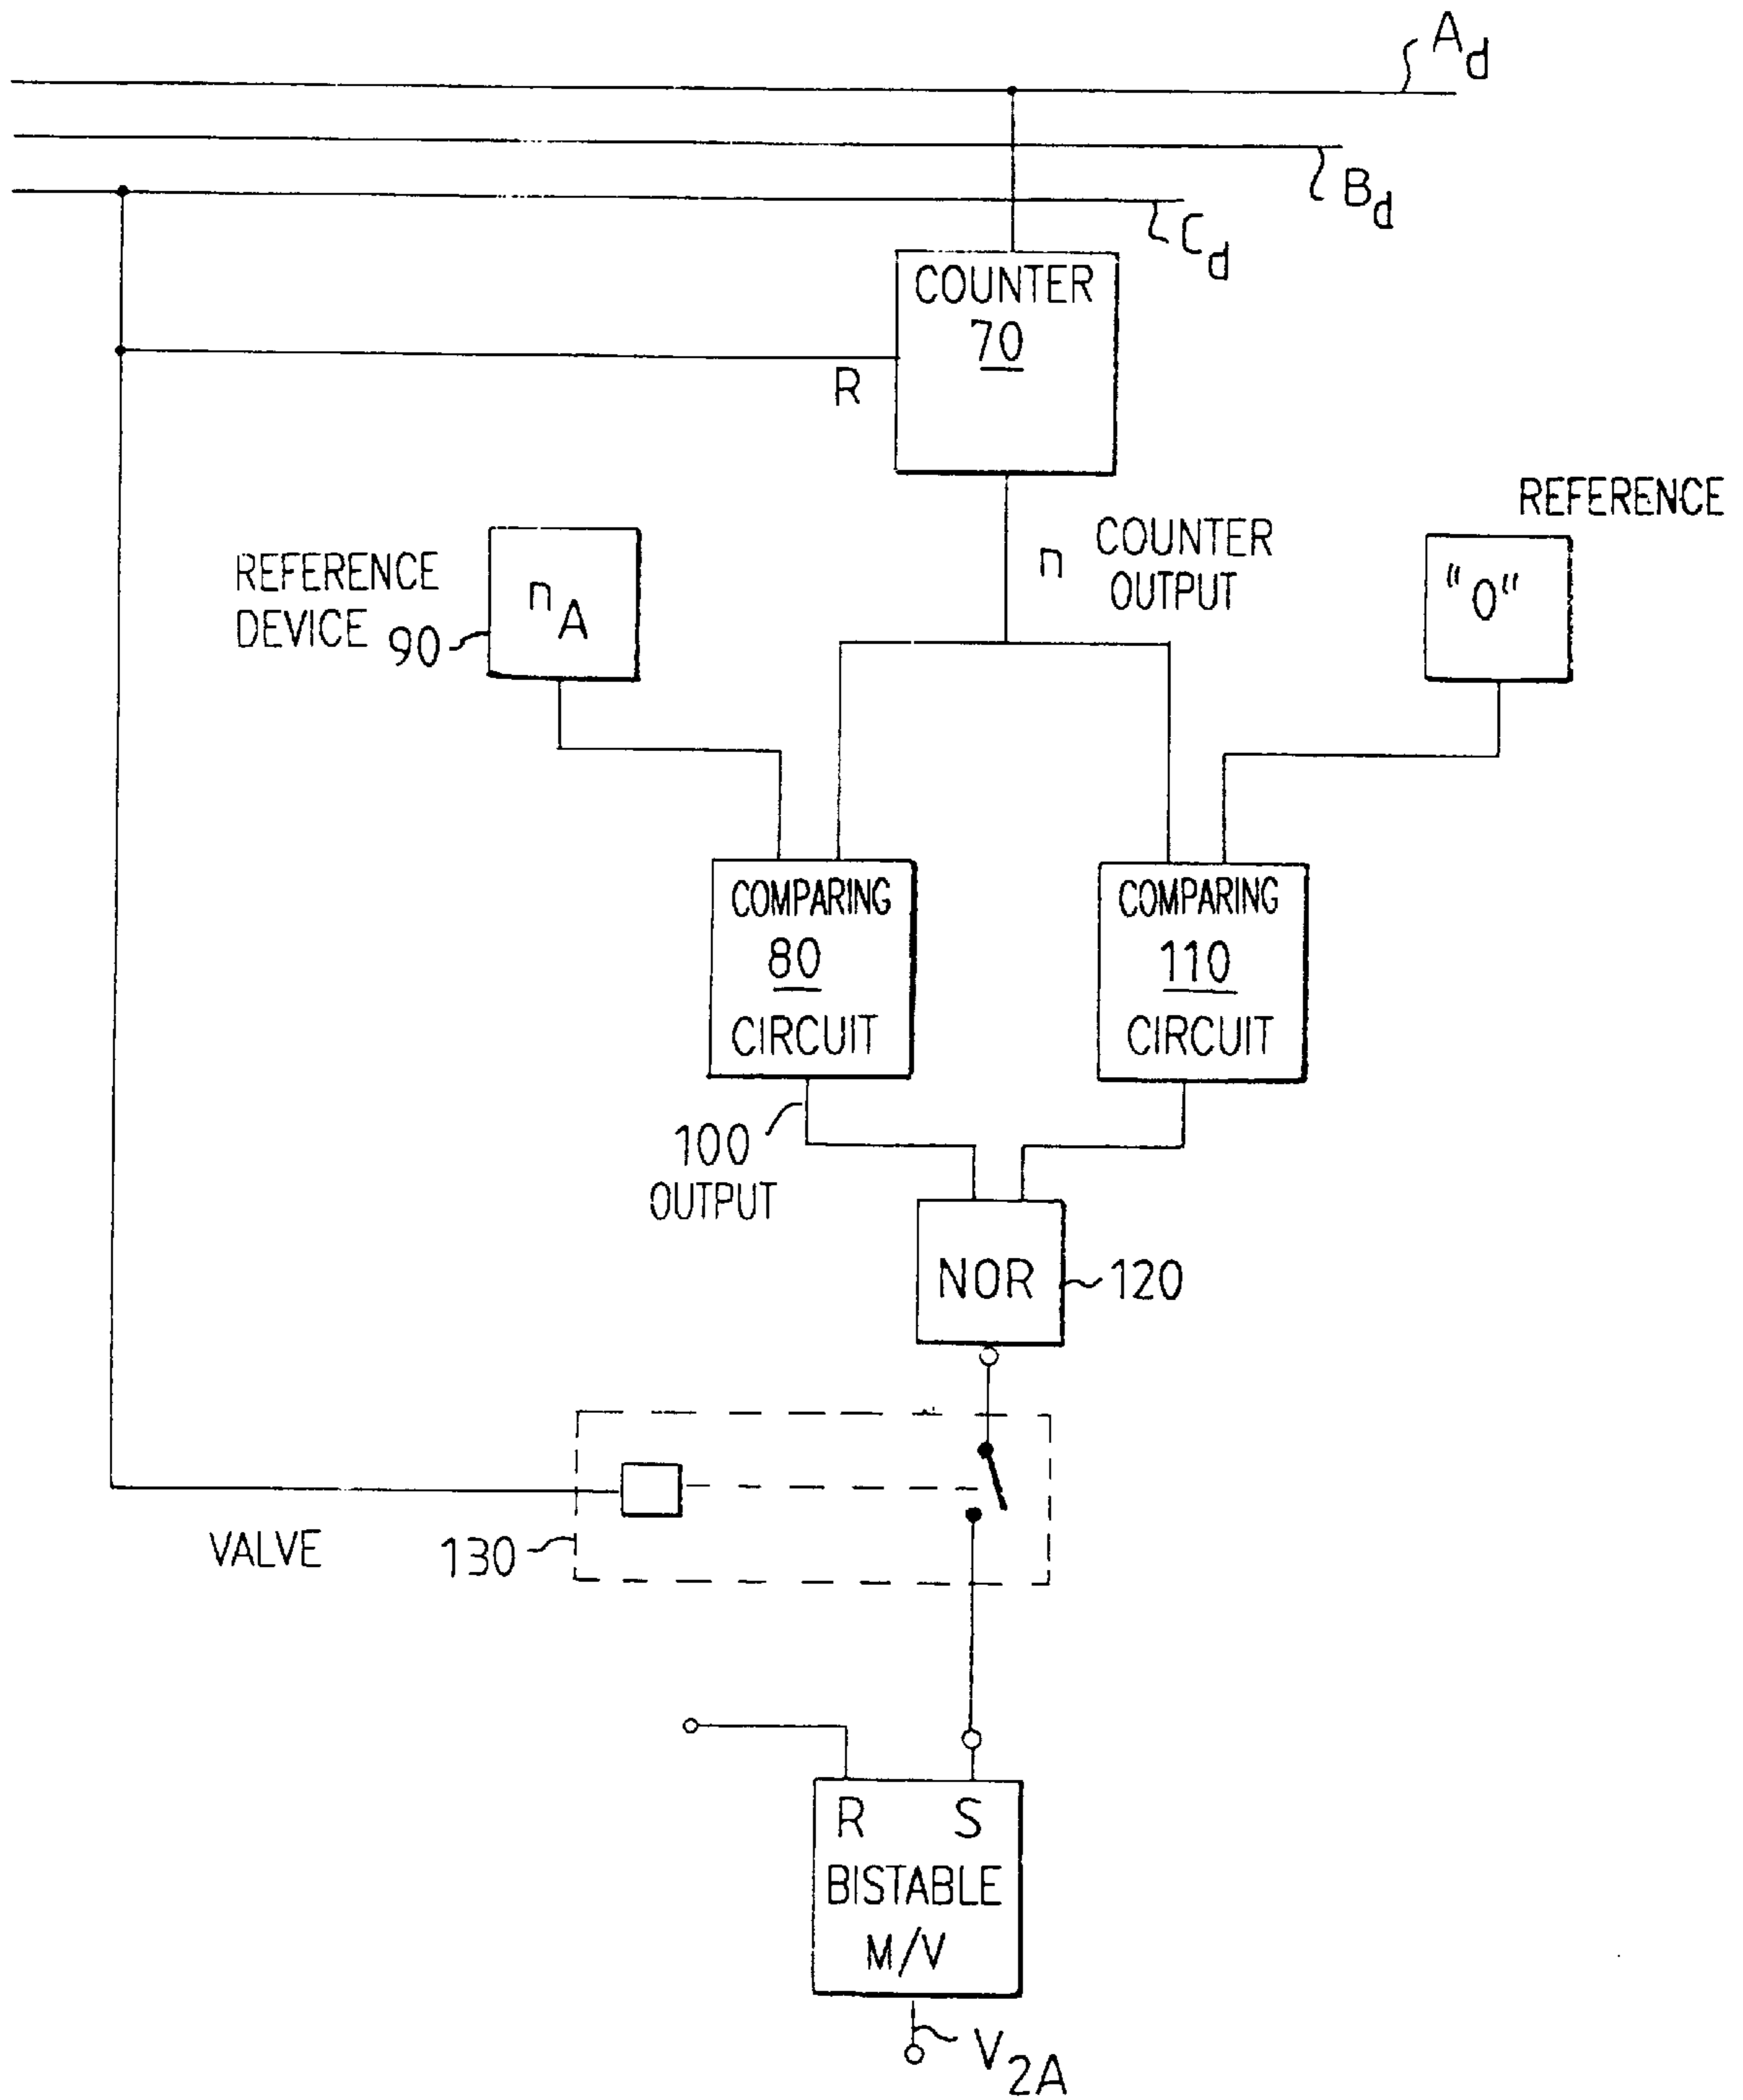 Ad
Bd
Cd
COUNTER
70
R
REFERENCE
DEVICE 90
nA
n
COUNTER
OUTPUT
REFERENCE
"0"
COMPARING
80
CIRCUIT
COMPARING
110
CIRCUIT
100
OUTPUT
NOR
120
VALVE
130
R S
BISTABLE
M/V
V2A